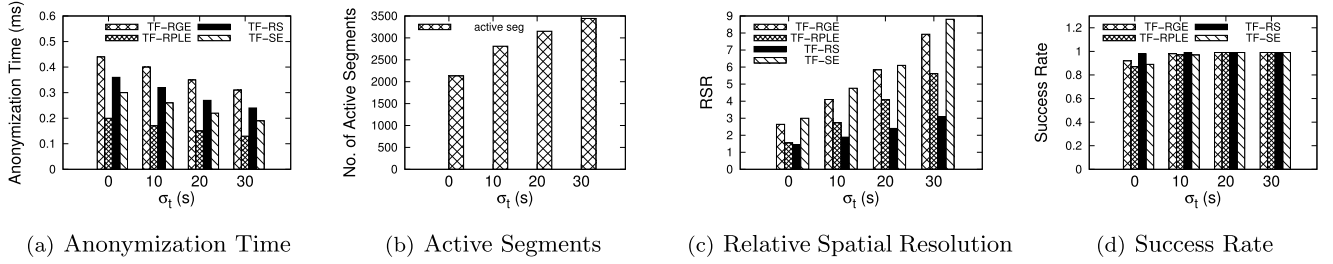 Anonymization Time (ms)
0.6
0.5
0.4
0.3
0.2
0.1
0
TF-RGE
TF-RPLE
TF-RS
TF-SE
0 10 20 30
σt (s)
(a) Anonymization Time
No. of Active Segments
3500
3000
2500
2000
1500
1000
500
0
active seg
0 10 20 30
σt (s)
(b) Active Segments
RSR
9
8
7
6
5
4
3
2
1
0
TF-RGE
TF-RPLE
TF-RS
TF-SE
0 10 20 30
σt (s)
(c) Relative Spatial Resolution
Success Rate
1.2
1
0.8
0.6
0.4
0.2
0
TF-RGE
TF-RPLE
TF-RS
TF-SE
0 10 20 30
σt (s)
(d) Success Rate